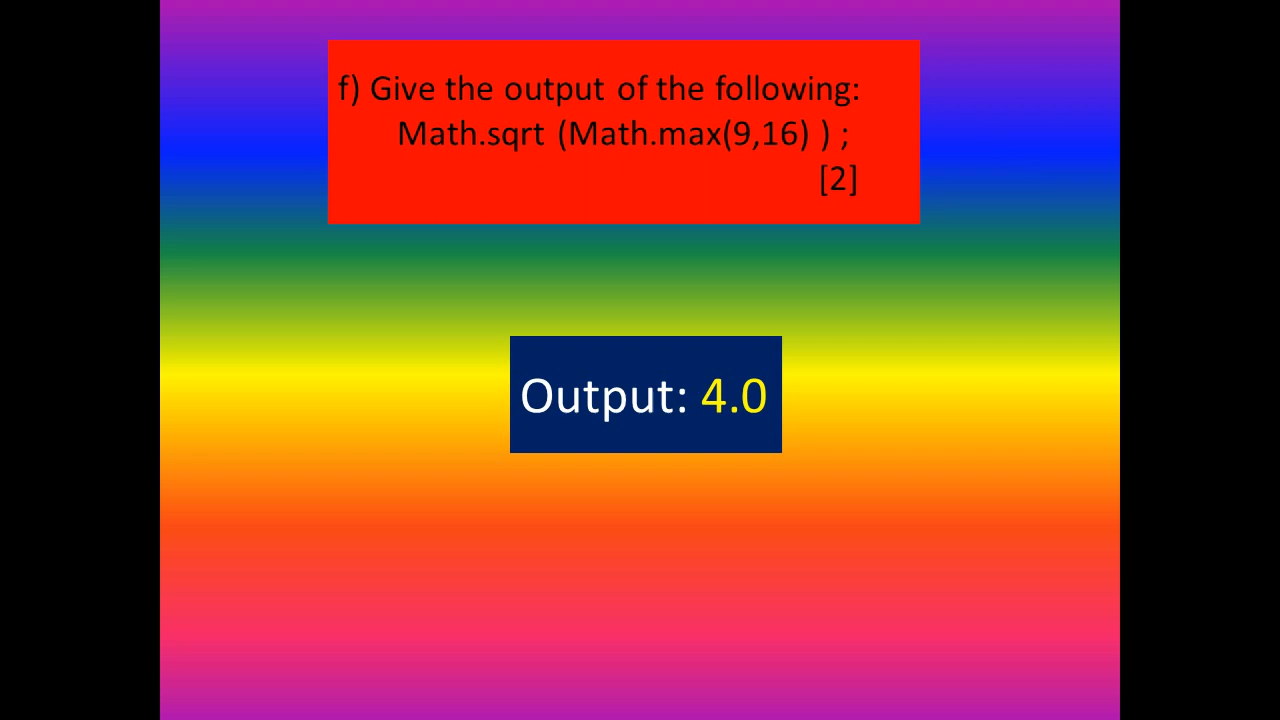 f) Give the output of the following:
Math.sqrt (Math.max(9,16) ) ;
[2]
Output: 4.0